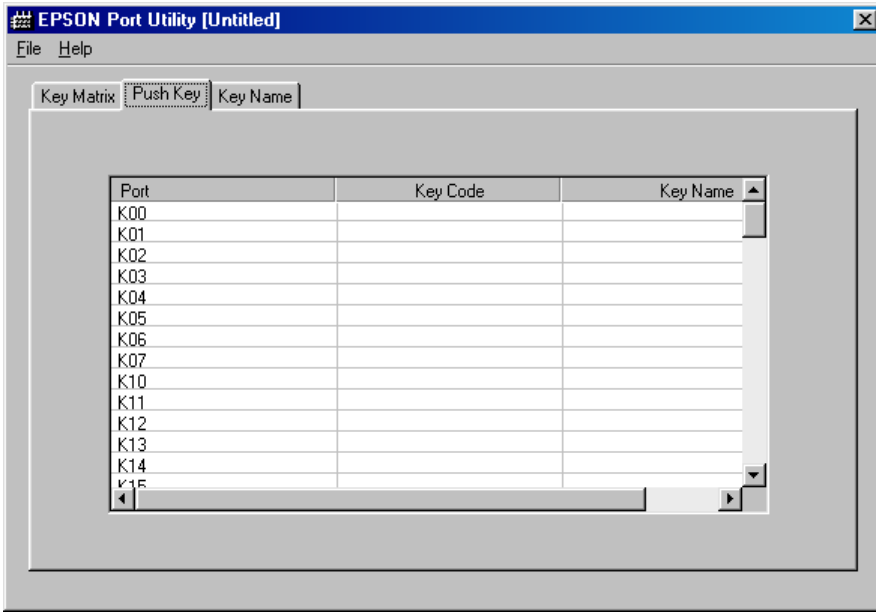 EPSON Port Utility [Untitled]
File Help
Key Matrix Push Key Key Name
Port Key Code Key Name
K00
K01
K02
K03
K04
K05
K06
K07
K10
K11
K12
K13
K14
K15